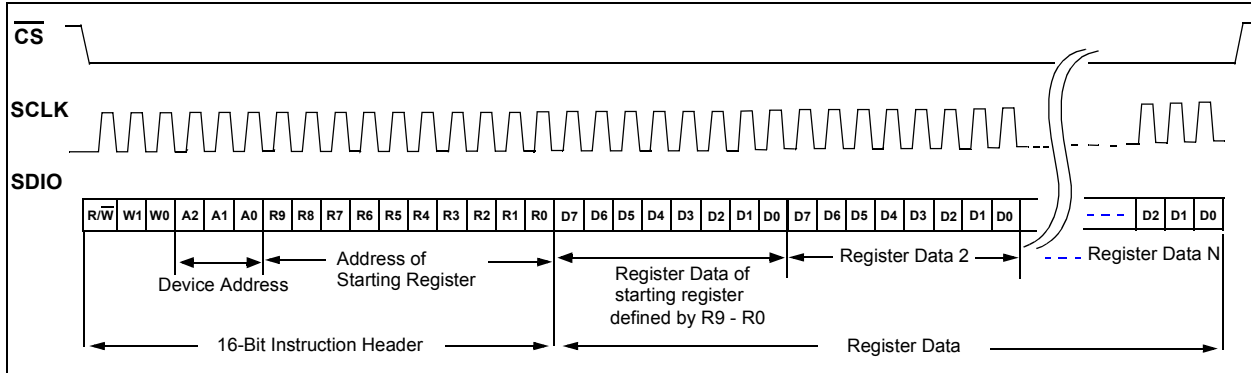 CS
SCLK
SDIO
R/W W1 W0 A2 A1 A0 R9 R8 R7 R6 R5 R4 R3 R2 R1 R0 D7 D6 D5 D4 D3 D2 D1 D0 D7 D6 D5 D4 D3 D2 D1 D0 D2 D1 D0
Device Address
Address of
Starting Register
Register Data of
starting register
defined by R9 - R0
Register Data 2
Register Data N
16-Bit Instruction Header
Register Data